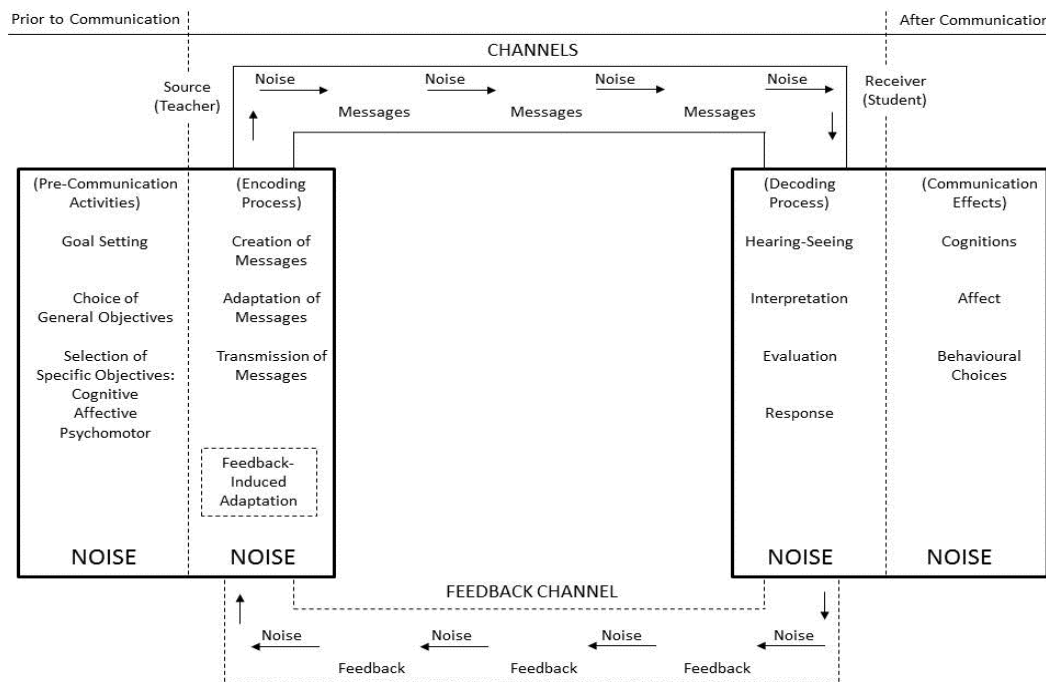 Prior to Communication
After Communication
CHANNELS
Source
(Teacher)
Noise
Noise
Noise
Noise
Receiver
(Student)
Messages
Messages
Messages
(Pre-Communication
Activities)
Goal Setting
Choice of
General Objectives
Selection of
Specific Objectives:
Cognitive
Affective
Psychomotor
NOISE
(Encoding
Process)
Creation of
Messages
Adaptation of
Messages
Transmission of
Messages
Feedback-
Induced
Adaptation
NOISE
(Decoding
Process)
Hearing-Seeing
Interpretation
Evaluation
Response
NOISE
(Communication
Effects)
Cognitions
Affect
Behavioural
Choices
NOISE
FEEDBACK CHANNEL
Noise
Noise
Noise
Noise
Feedback
Feedback
Feedback